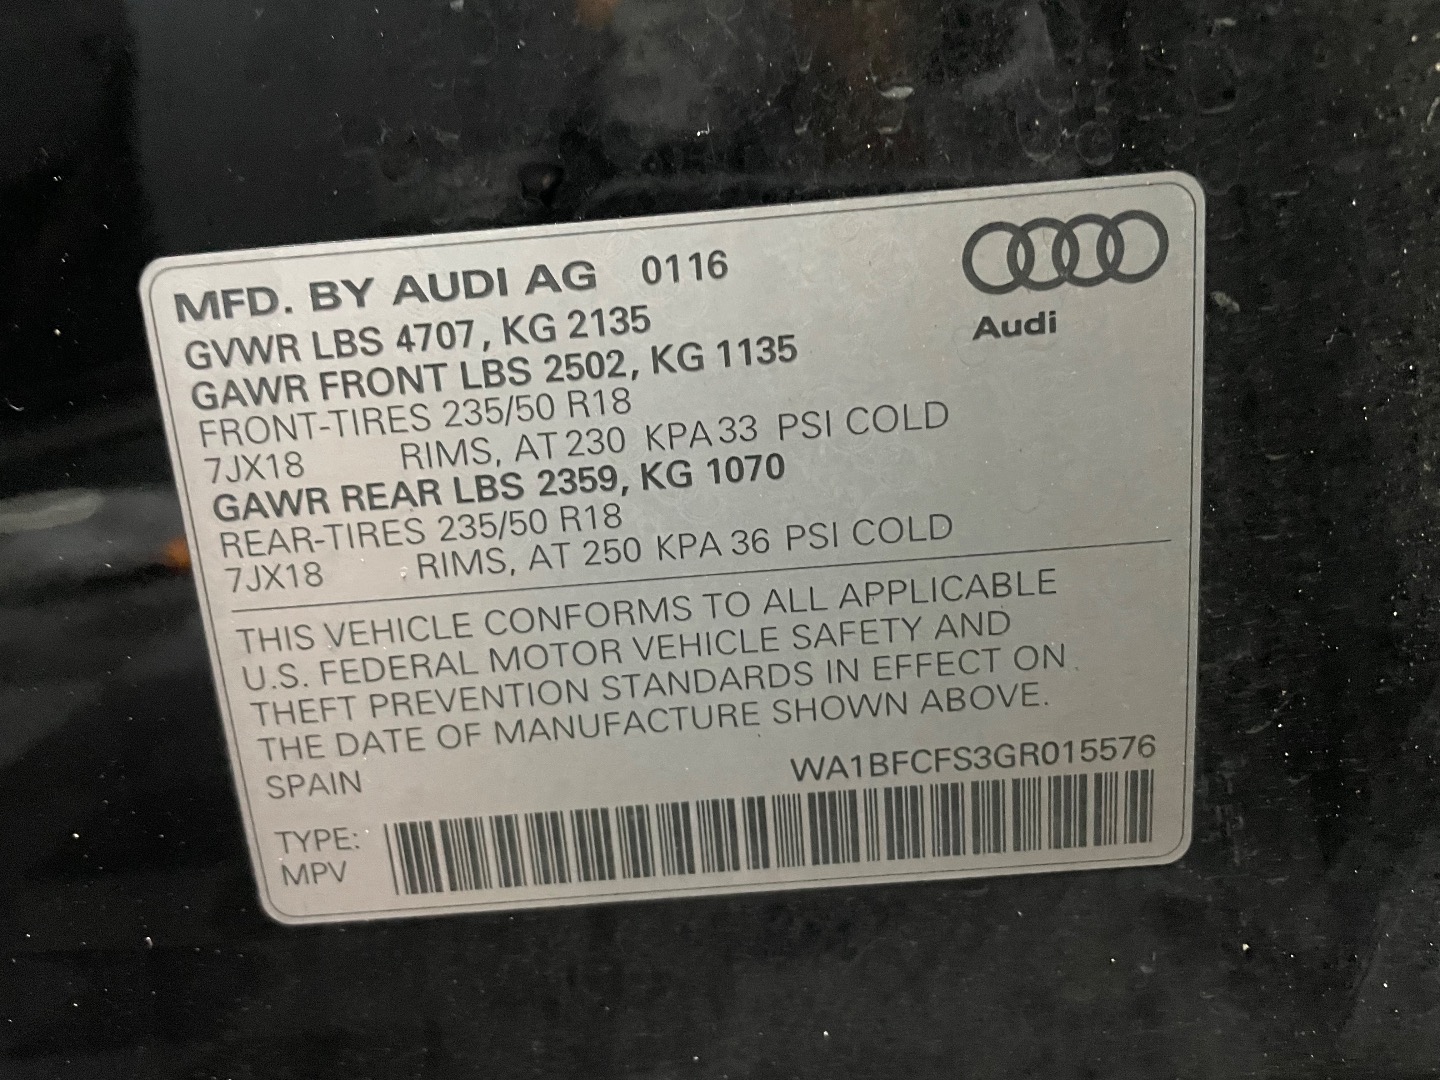 MFD. BY AUDI AG 0116
Audi
GVWR LBS 4707, KG 2135
GAWR FRONT LBS 2502, KG 1135
FRONT-TIRES 235/50 R18
7JX18 RIMS, AT 230 KPA 33 PSI COLD
GAWR REAR LBS 2359, KG 1070
REAR-TIRES 235/50 R18
7JX18 RIMS, AT 250 KPA 36 PSI COLD
THIS VEHICLE CONFORMS TO ALL APPLICABLE
U.S. FEDERAL MOTOR VEHICLE SAFETY AND
THEFT PREVENTION STANDARDS IN EFFECT ON
THE DATE OF MANUFACTURE SHOWN ABOVE.
SPAIN WA1BFCFS3GR015576
TYPE:
MPV